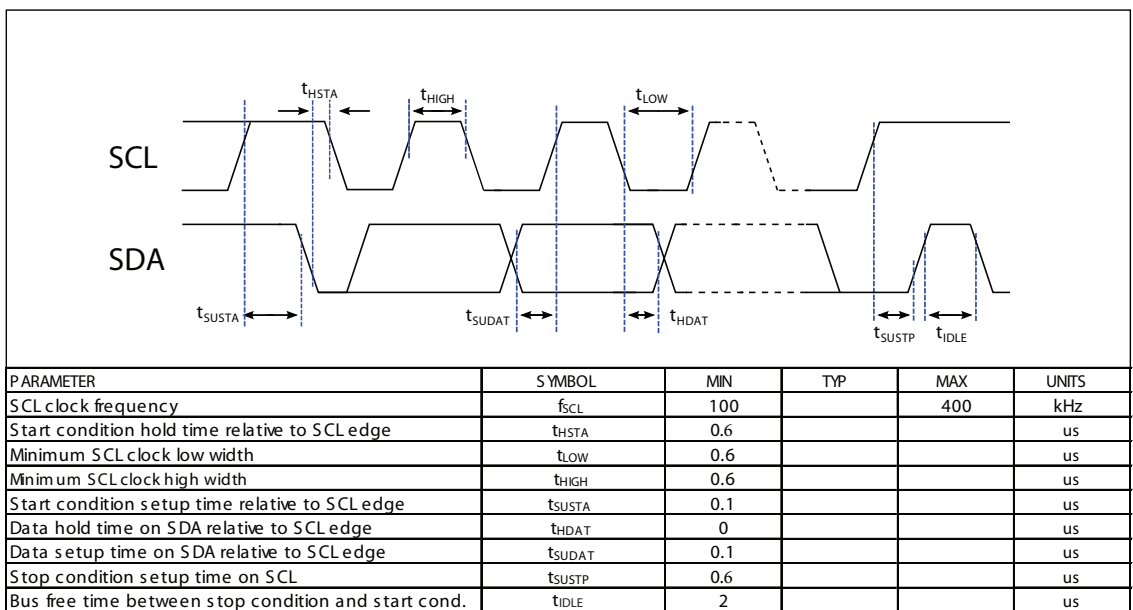 tHSTA
tHIGH
tLOW
SCL
SDA
tSUSTA
tSUDAT
tHDAT
tSUSTP
tIDLE
PARAMETER SYMBOL MIN TYP MAX UNITS
SCL clock frequency fSCL 100 400 kHz
Start condition hold time relative to SCL edge tHSTA 0.6 us
Minimum SCL clock low width tLOW 0.6 us
Minimum SCL clock high width tHIGH 0.6 us
Start condition setup time relative to SCL edge tSUSTA 0.1 us
Data hold time on SDA relative to SCL edge tHDAT 0 us
Data setup time on SDA relative to SCL edge tSUDAT 0.1 us
Stop condition setup time on SCL tSUSTP 0.6 us
Bus free time between stop condition and start cond. tIDLE 2 us